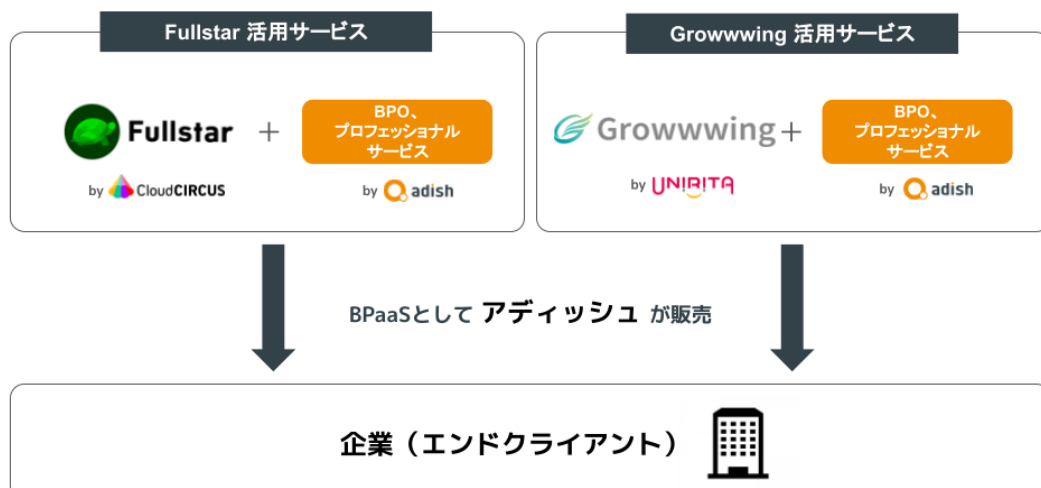 Fullstar 活用サービス
Growwwing 活用サービス
Fullstar
+
BPO、
プロフェッショナル
サービス
by CloudCIRCUS
by adish
Growwwing
+
BPO、
プロフェッショナル
サービス
by UNIRITA
by adish
BPaaSとして アディッシュ が販売
企業（エンドクライアント）